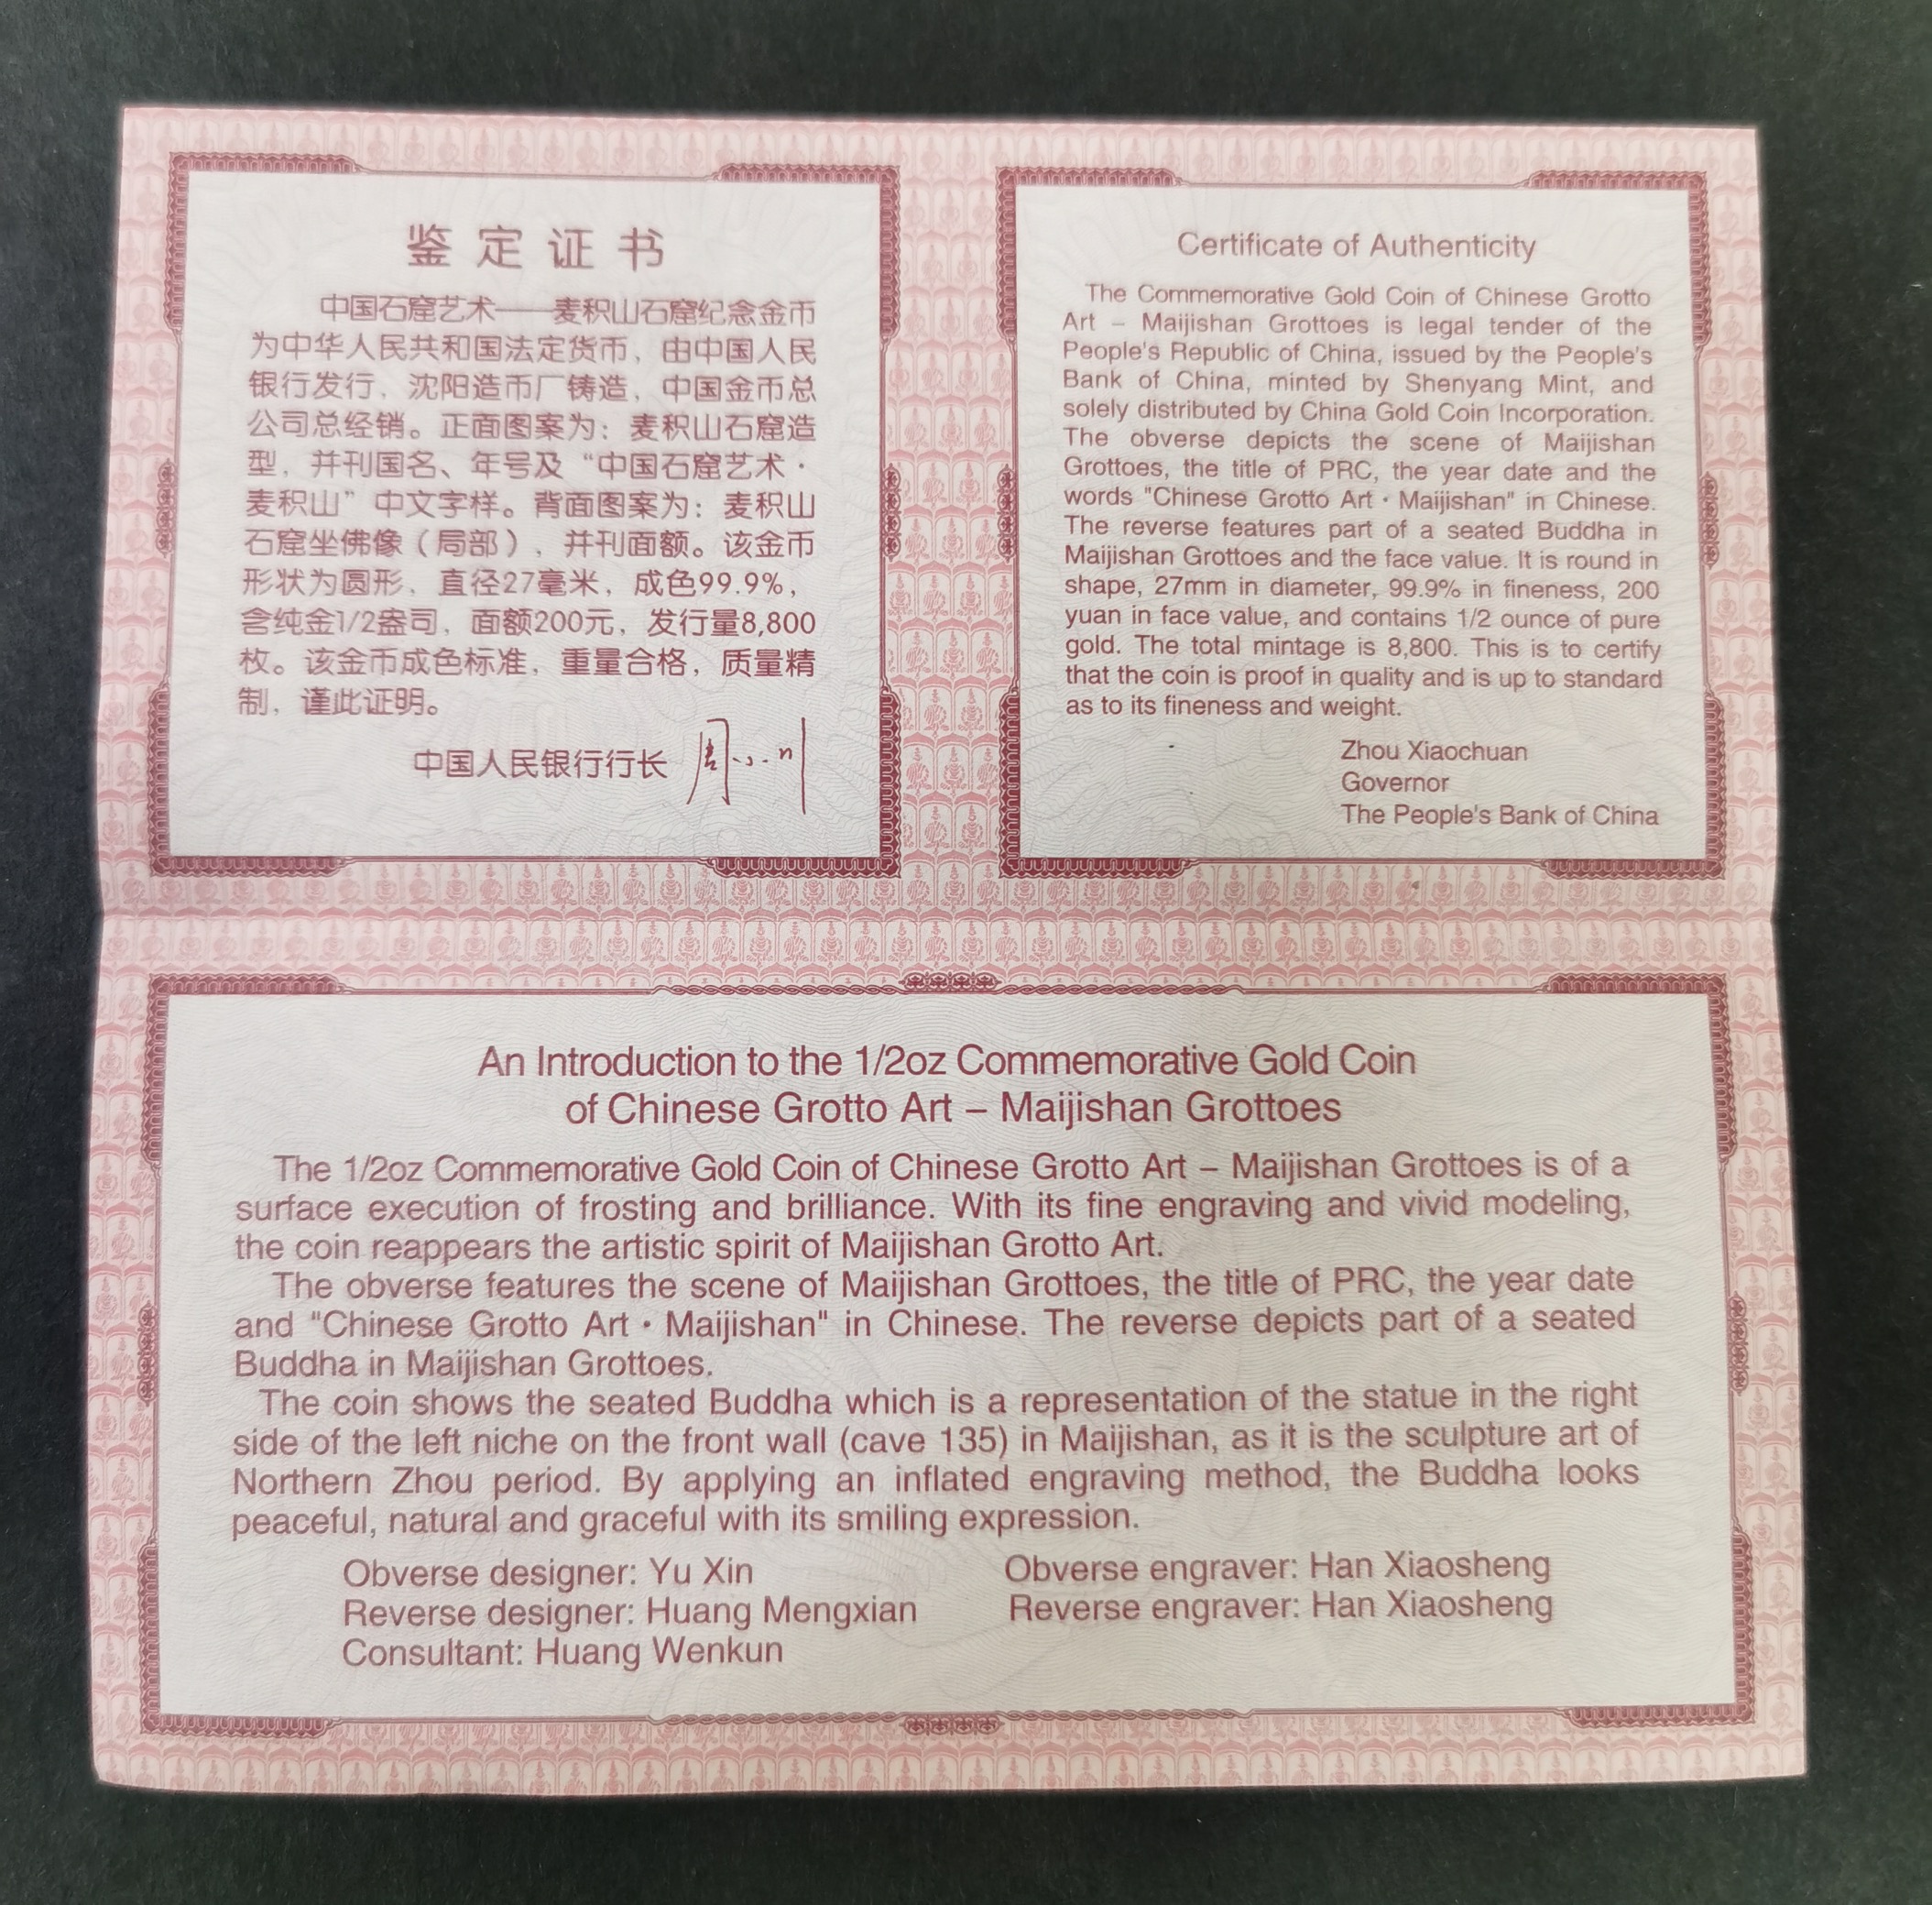 鉴定证书
中国石窟艺术——麦积山石窟纪念金币
为中华人民共和国法定货币，由中国人民
银行发行，沈阳造币厂铸造，中国金币总
公司总经销。正面图案为：麦积山石窟造
型，并刊国名、年号及“中国石窟艺术·
麦积山”中文字样。背面图案为：麦积山
石窟坐佛像（局部），并刊面额。该金币
形状为圆形，直径27毫米，成色99.9%，
含纯金1/2盎司，面额200元，发行量8,800
枚。该金币成色标准，重量合格，质量精
制，谨此证明。
中国人民银行行长 周小川
Certificate of Authenticity
The Commemorative Gold Coin of Chinese Grotto
Art – Maijishan Grottoes is legal tender of the
People's Republic of China, issued by the People's
Bank of China, minted by Shenyang Mint, and
solely distributed by China Gold Coin Incorporation.
The obverse depicts the scene of Maijishan
Grottoes, the title of PRC, the year date and the
words "Chinese Grotto Art · Maijishan" in Chinese.
The reverse features part of a seated Buddha in
Maijishan Grottoes and the face value. It is round in
shape, 27mm in diameter, 99.9% in fineness, 200
yuan in face value, and contains 1/2 ounce of pure
gold. The total mintage is 8,800. This is to certify
that the coin is proof in quality and is up to standard
as to its fineness and weight.
Zhou Xiaochuan
Governor
The People's Bank of China
An Introduction to the 1/2oz Commemorative Gold Coin
of Chinese Grotto Art – Maijishan Grottoes
The 1/2oz Commemorative Gold Coin of Chinese Grotto Art – Maijishan Grottoes is of a
surface execution of frosting and brilliance. With its fine engraving and vivid modeling,
the coin reappears the artistic spirit of Maijishan Grotto Art.
The obverse features the scene of Maijishan Grottoes, the title of PRC, the year date
and "Chinese Grotto Art · Maijishan" in Chinese. The reverse depicts part of a seated
Buddha in Maijishan Grottoes.
The coin shows the seated Buddha which is a representation of the statue in the right
side of the left niche on the front wall (cave 135) in Maijishan, as it is the sculpture art of
Northern Zhou period. By applying an inflated engraving method, the Buddha looks
peaceful, natural and graceful with its smiling expression.
Obverse designer: Yu Xin Obverse engraver: Han Xiaosheng
Reverse designer: Huang Mengxian Reverse engraver: Han Xiaosheng
Consultant: Huang Wenkun